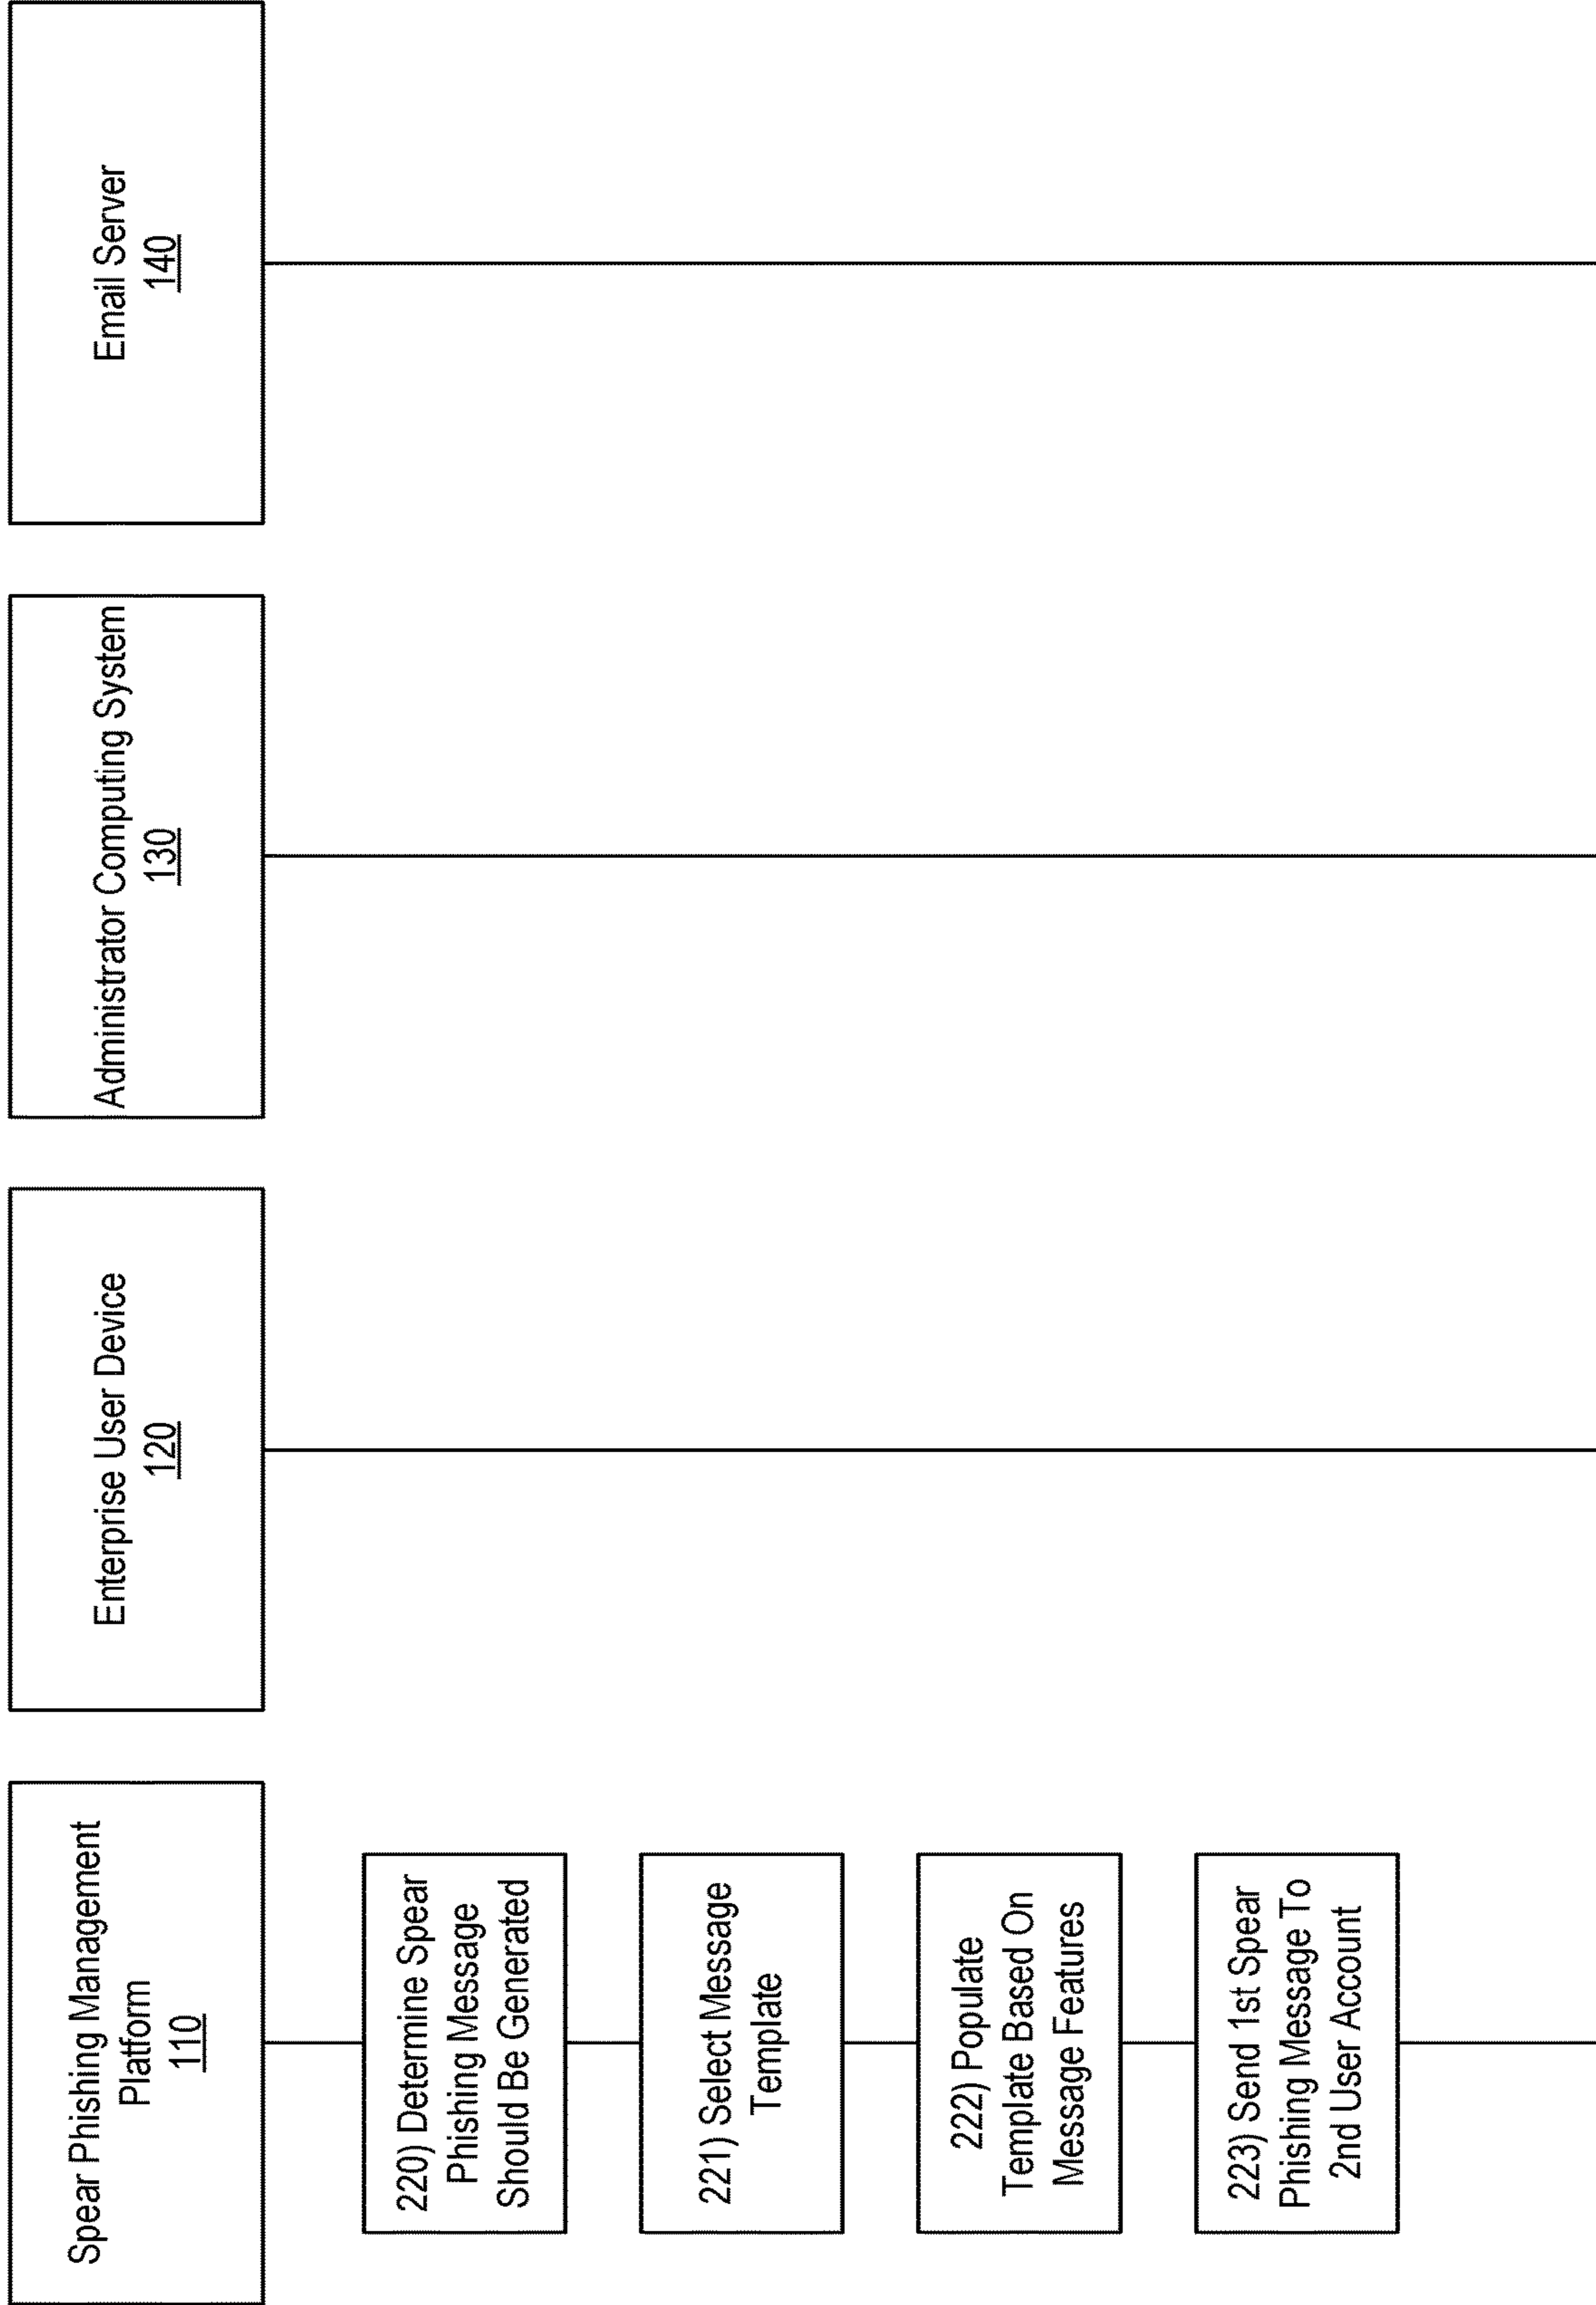 Spear Phishing Management
Platform
110
Enterprise User Device
120
Administrator Computing System
130
Email Server
140
220) Determine Spear
Phishing Message
Should Be Generated
221) Select Message
Template
222) Populate
Template Based On
Message Features
223) Send 1st Spear
Phishing Message To
2nd User Account